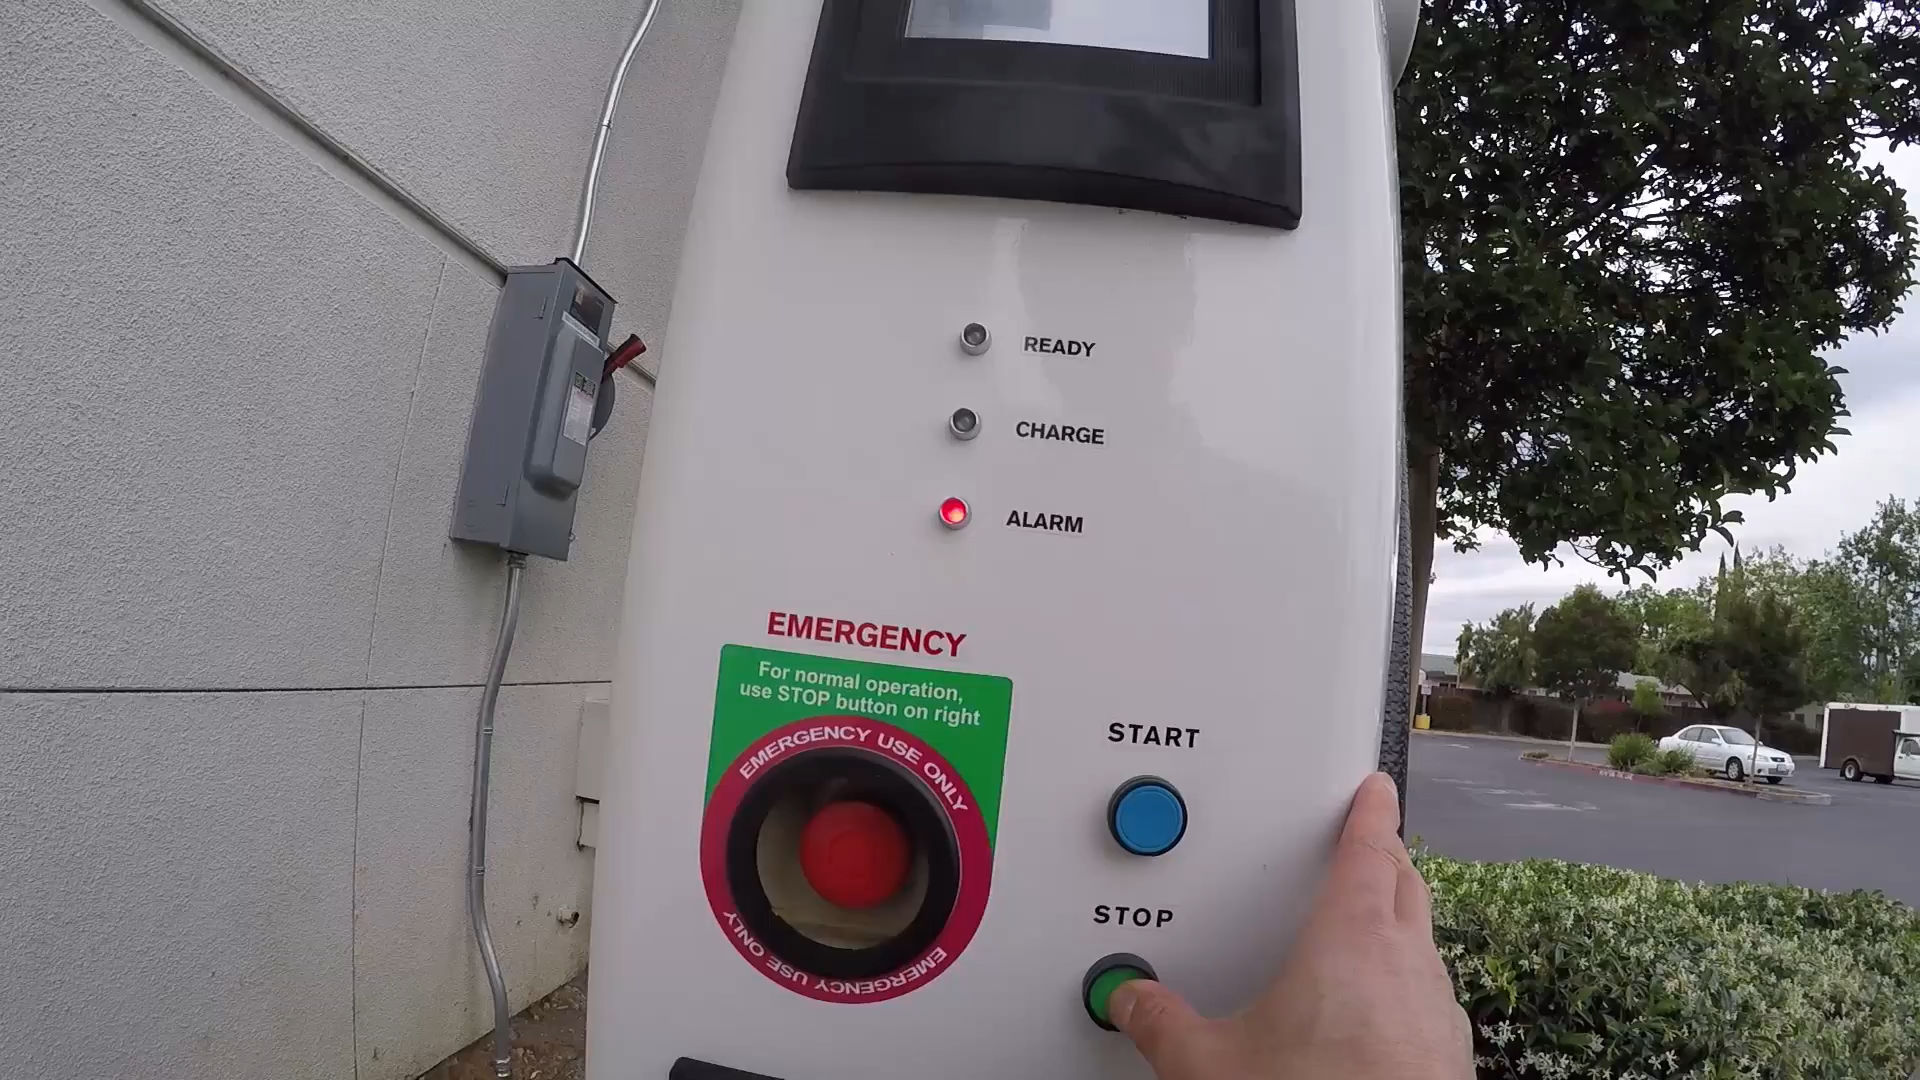 READY
CHARGE
ALARM
EMERGENCY
For normal operation,
use STOP button on right
EMERGENCY USE ONLY
EMERGENCY USE ONLY
START
STOP